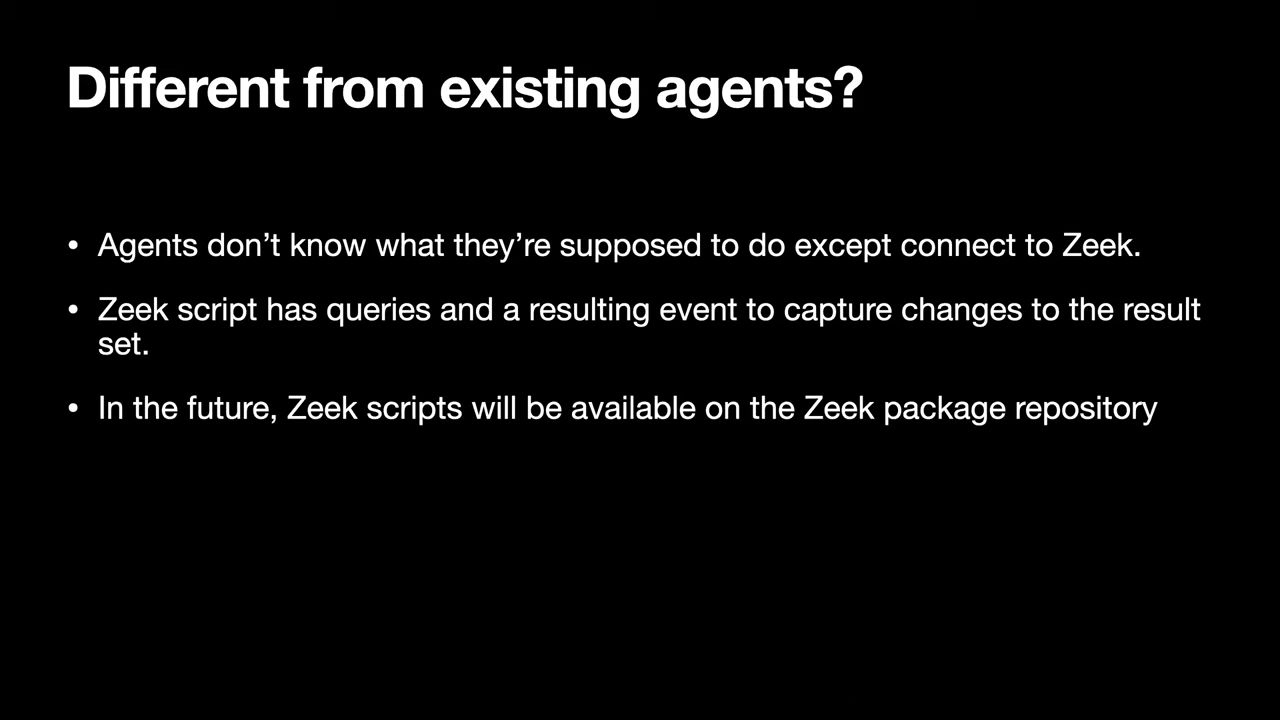 Different from existing agents?
• Agents don’t know what they’re supposed to do except connect to Zeek.
• Zeek script has queries and a resulting event to capture changes to the result
set.
• In the future, Zeek scripts will be available on the Zeek package repository